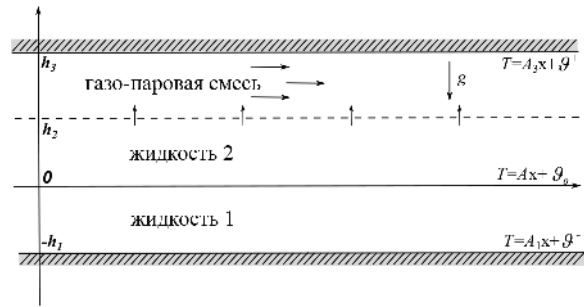 h₃
T=A₃x+ϑ⁺
газо-паровая смесь
g
h₂
жидкость 2
0
T=Ax+ϑ₀
жидкость 1
-h₁
T=A₁x+ϑ⁻